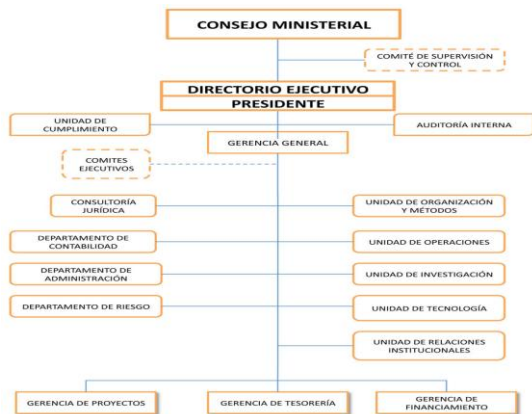 CONSEJO MINISTERIAL
COMITÉ DE SUPERVISIÓN
Y CONTROL
DIRECTORIO EJECUTIVO
PRESIDENTE
UNIDAD DE
CUMPLIMIENTO
AUDITORÍA INTERNA
GERENCIA GENERAL
COMITES
EJECUTIVOS
CONSULTORÍA
JURÍDICA
UNIDAD DE ORGANIZACIÓN
Y MÉTODOS
DEPARTAMENTO DE
CONTABILIDAD
UNIDAD DE OPERACIONES
DEPARTAMENTO DE
ADMINISTRACIÓN
UNIDAD DE INVESTIGACIÓN
DEPARTAMENTO DE RIESGO
UNIDAD DE TECNOLOGÍA
UNIDAD DE RELACIONES
INSTITUCIONALES
GERENCIA DE PROYECTOS
GERENCIA DE TESORERÍA
GERENCIA DE
FINANCIAMIENTO